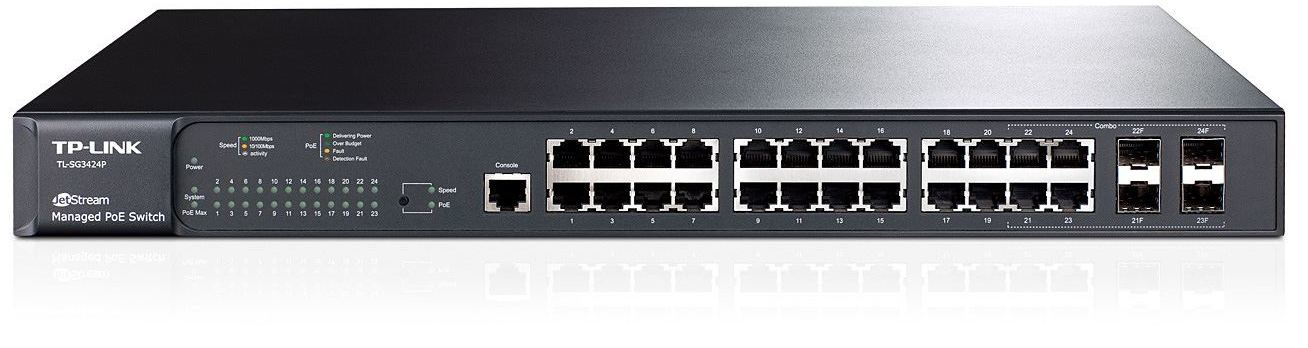 TP-LINK
TL-SG3424P
JetStream
Managed PoE Switch
Speed
1000Mbps
10/100Mbps
activity
PoE
Delivering Power
Over Budget
Fault
Detection Fault
Power
System
PoE Max
2 4 6 8 10 12 14 16 18 20 22 24
1 3 5 7 9 11 13 15 17 19 21 23
Speed
PoE
Console
2 4 6 8 10 12 14 16 18 20 22 24
Combo
22F 24F
1 3 5 7 9 11 13 15 17 19 21 23
21F 23F